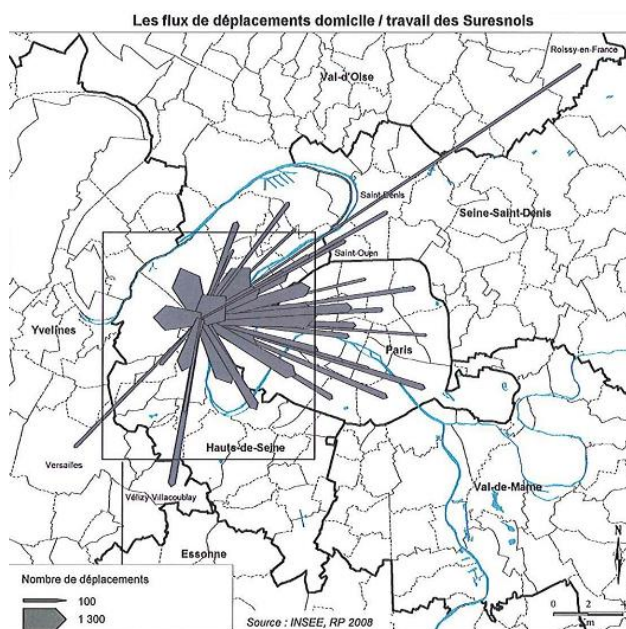 Les flux de déplacements domicile / travail des Suresnois
Roissy-en-France
Val-d'Oise
Saint-Denis
Seine-Saint-Denis
Saint-Ouen
Yvelines
Paris
Hauts-de-Seine
Versailles
Vélizy-Villacoublay
Val-de-Marne
Essonne
N
Nombre de déplacements
100
1 300
Source : INSEE, RP 2008
0 2